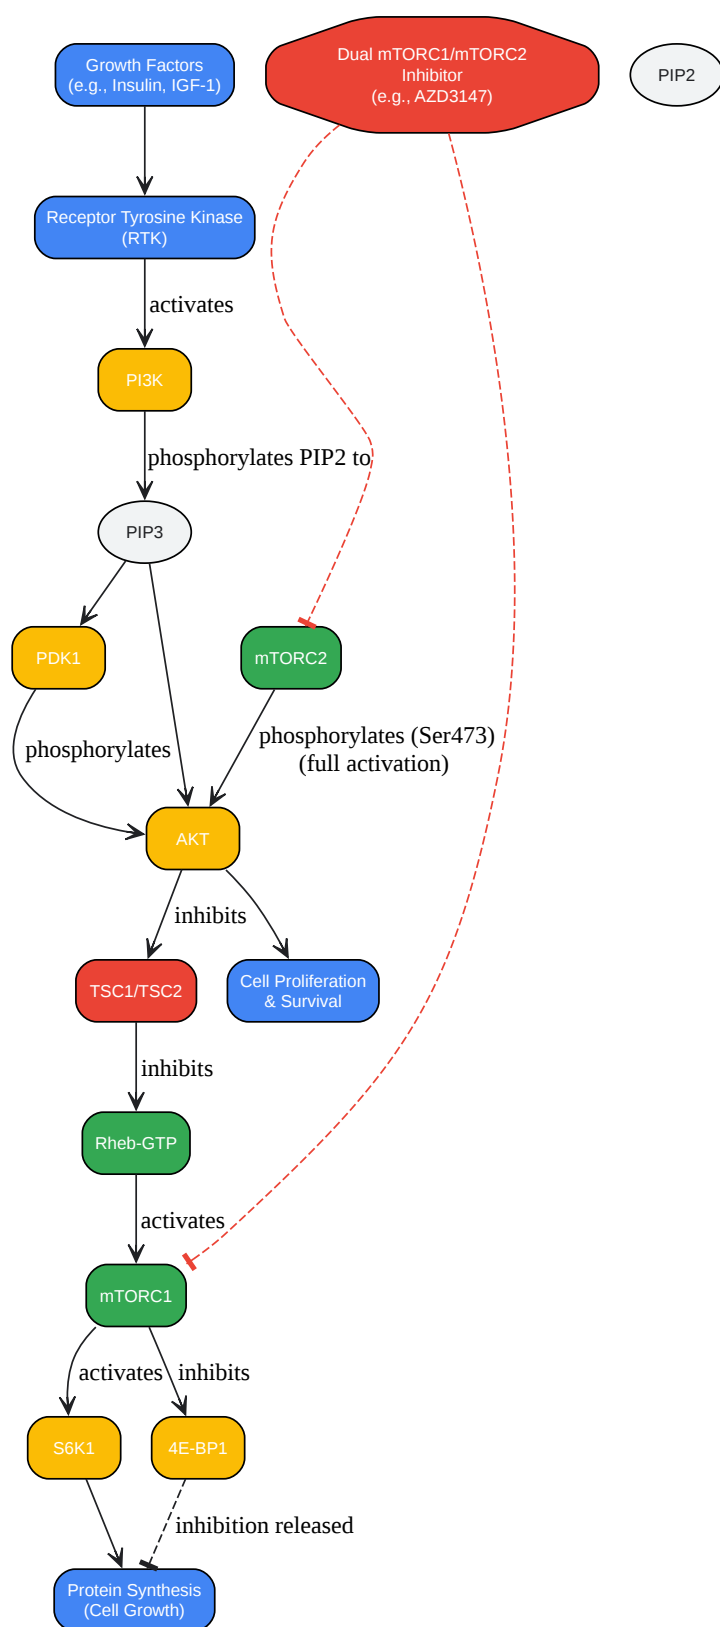 Growth Factors
(e.g., Insulin, IGF-1)
Dual mTORC1/mTORC2
Inhibitor
(e.g., AZD3147)
PIP2
Receptor Tyrosine Kinase
(RTK)
activates
PI3K
phosphorylates PIP2 to
PIP3
PDK1
mTORC2
phosphorylates
phosphorylates (Ser473)
(full activation)
AKT
inhibits
TSC1/TSC2
Cell Proliferation
& Survival
inhibits
Rheb-GTP
activates
mTORC1
activates
inhibits
S6K1
4E-BP1
inhibition released
Protein Synthesis
(Cell Growth)